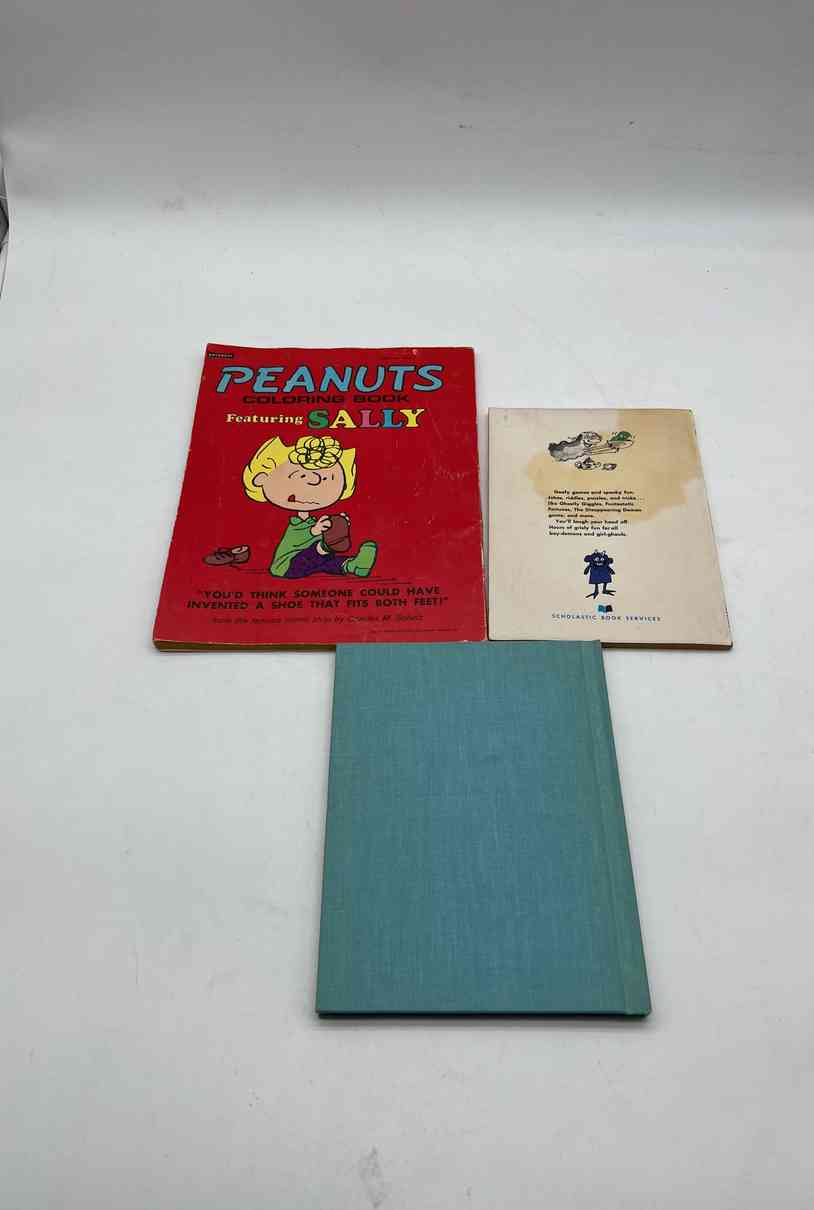 PEANUTS
COLORING BOOK
Featuring SALLY
"YOU'D THINK SOMEONE COULD HAVE
INVENTED A SHOE THAT FITS BOTH FEET!"
from the famous comic strip by Charles M. Schulz
Goofy games and spooky fun.
Jokes, riddles, puzzles, and tricks...
like Ghostly Giggles, Funtastic
Fortunes, The Disappearing Demon
game, and more.
You'll laugh your head off.
Hours of grisly fun for all
boy-demons and girl-ghouls.
SCHOLASTIC BOOK SERVICES